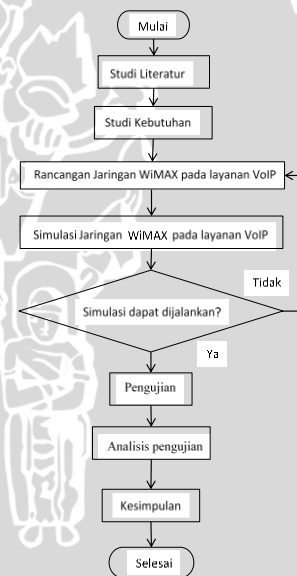 Mulai
Studi Literatur
Studi Kebutuhan
Rancangan Jaringan WiMAX pada layanan VoIP
Simulasi Jaringan WiMAX pada layanan VoIP
Tidak
Simulasi dapat dijalankan?
Ya
Pengujian
Analisis pengujian
Kesimpulan
Selesai